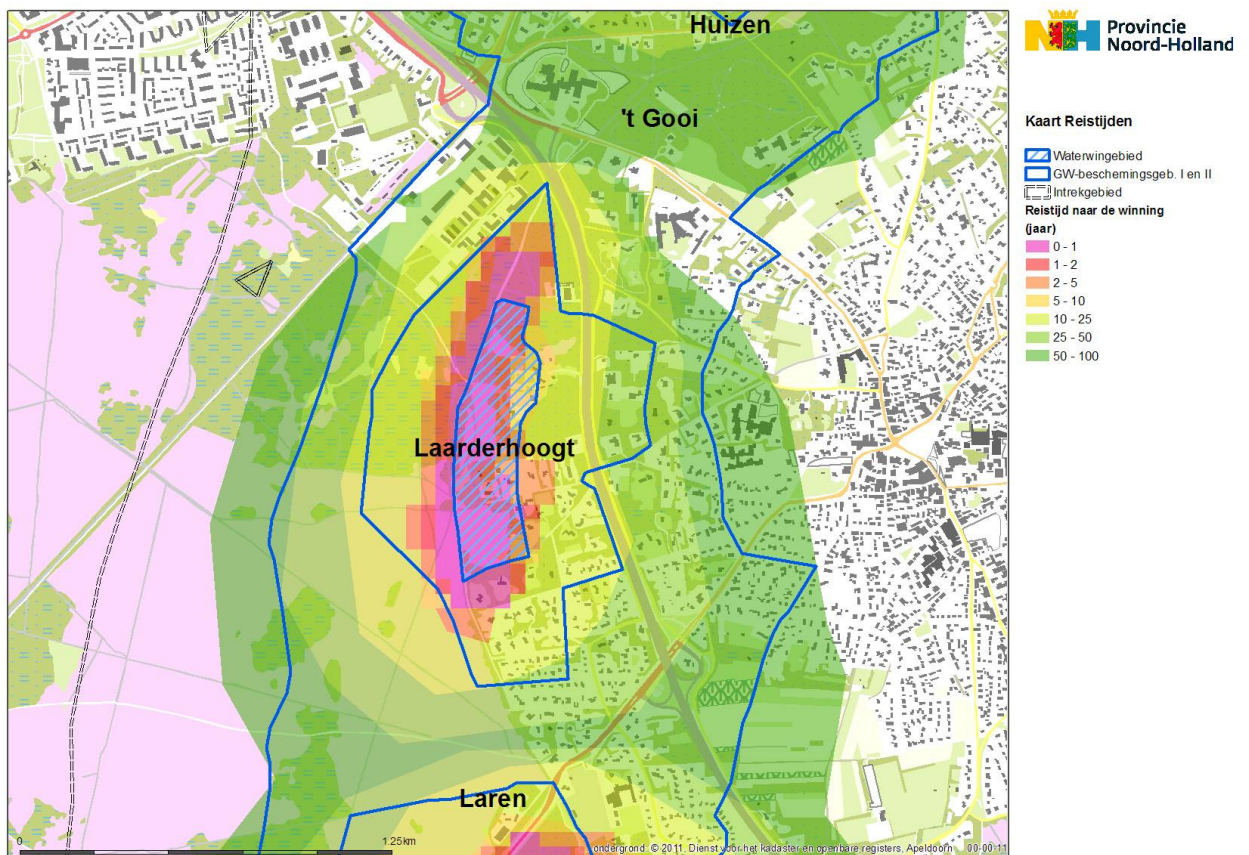 Huizen
't Gooi
Laarderhoogt
Laren
0
1.25km
ondergrond: © 2011, Dienst voor het kadaster en openbare registers, Apeldoorn
00-00-11
NH
Provincie
Noord-Holland
Kaart Reistijden
Waterwingebied
GW-beschemingsgeb. I en II
Intrekgebied
Reistijd naar de winning
(jaar)
0 - 1
1 - 2
2 - 5
5 - 10
10 - 25
25 - 50
50 - 100